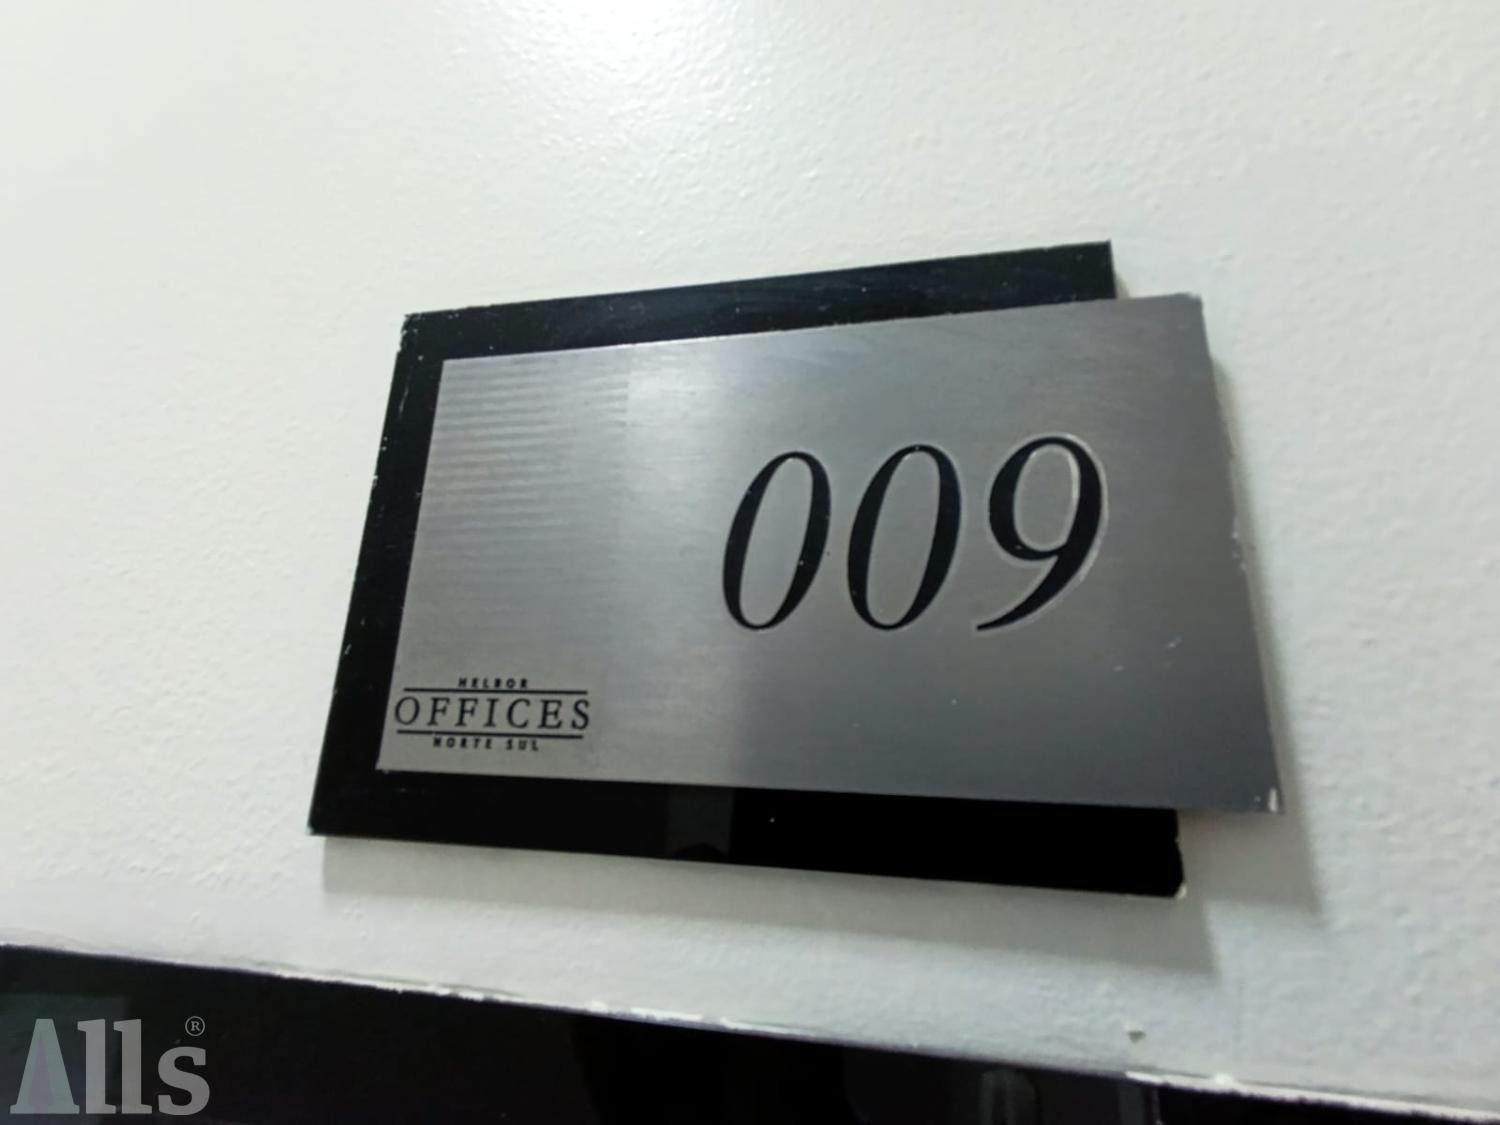 009
HELBOR
OFFICES
NORTE SUL
Alls®